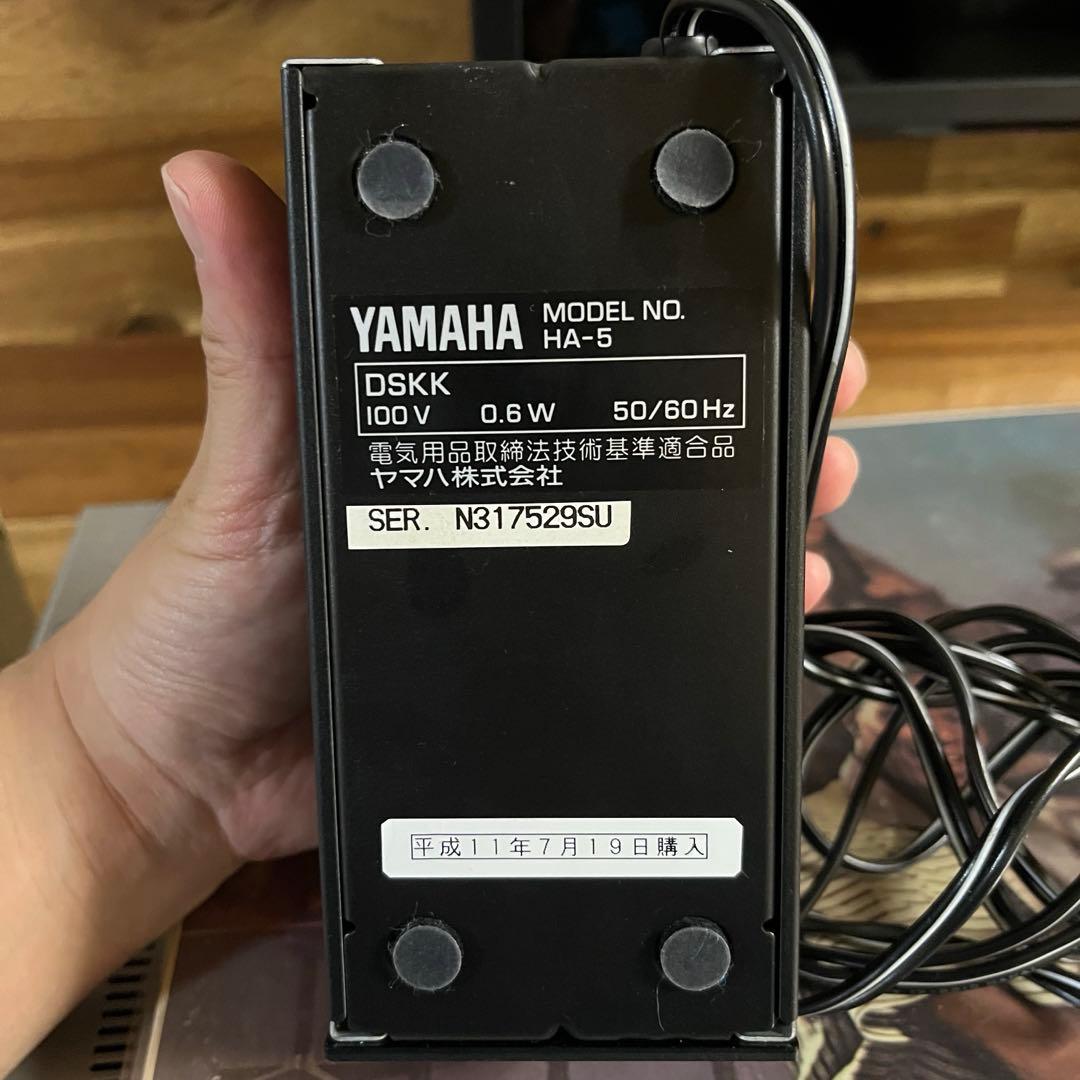 YAMAHA MODEL NO.
HA-5
DSKK
100V 0.6W 50/60Hz
電気用品取締法技術基準適合品
ヤマハ株式会社
SER. N317529SU
平成11年7月19日購入